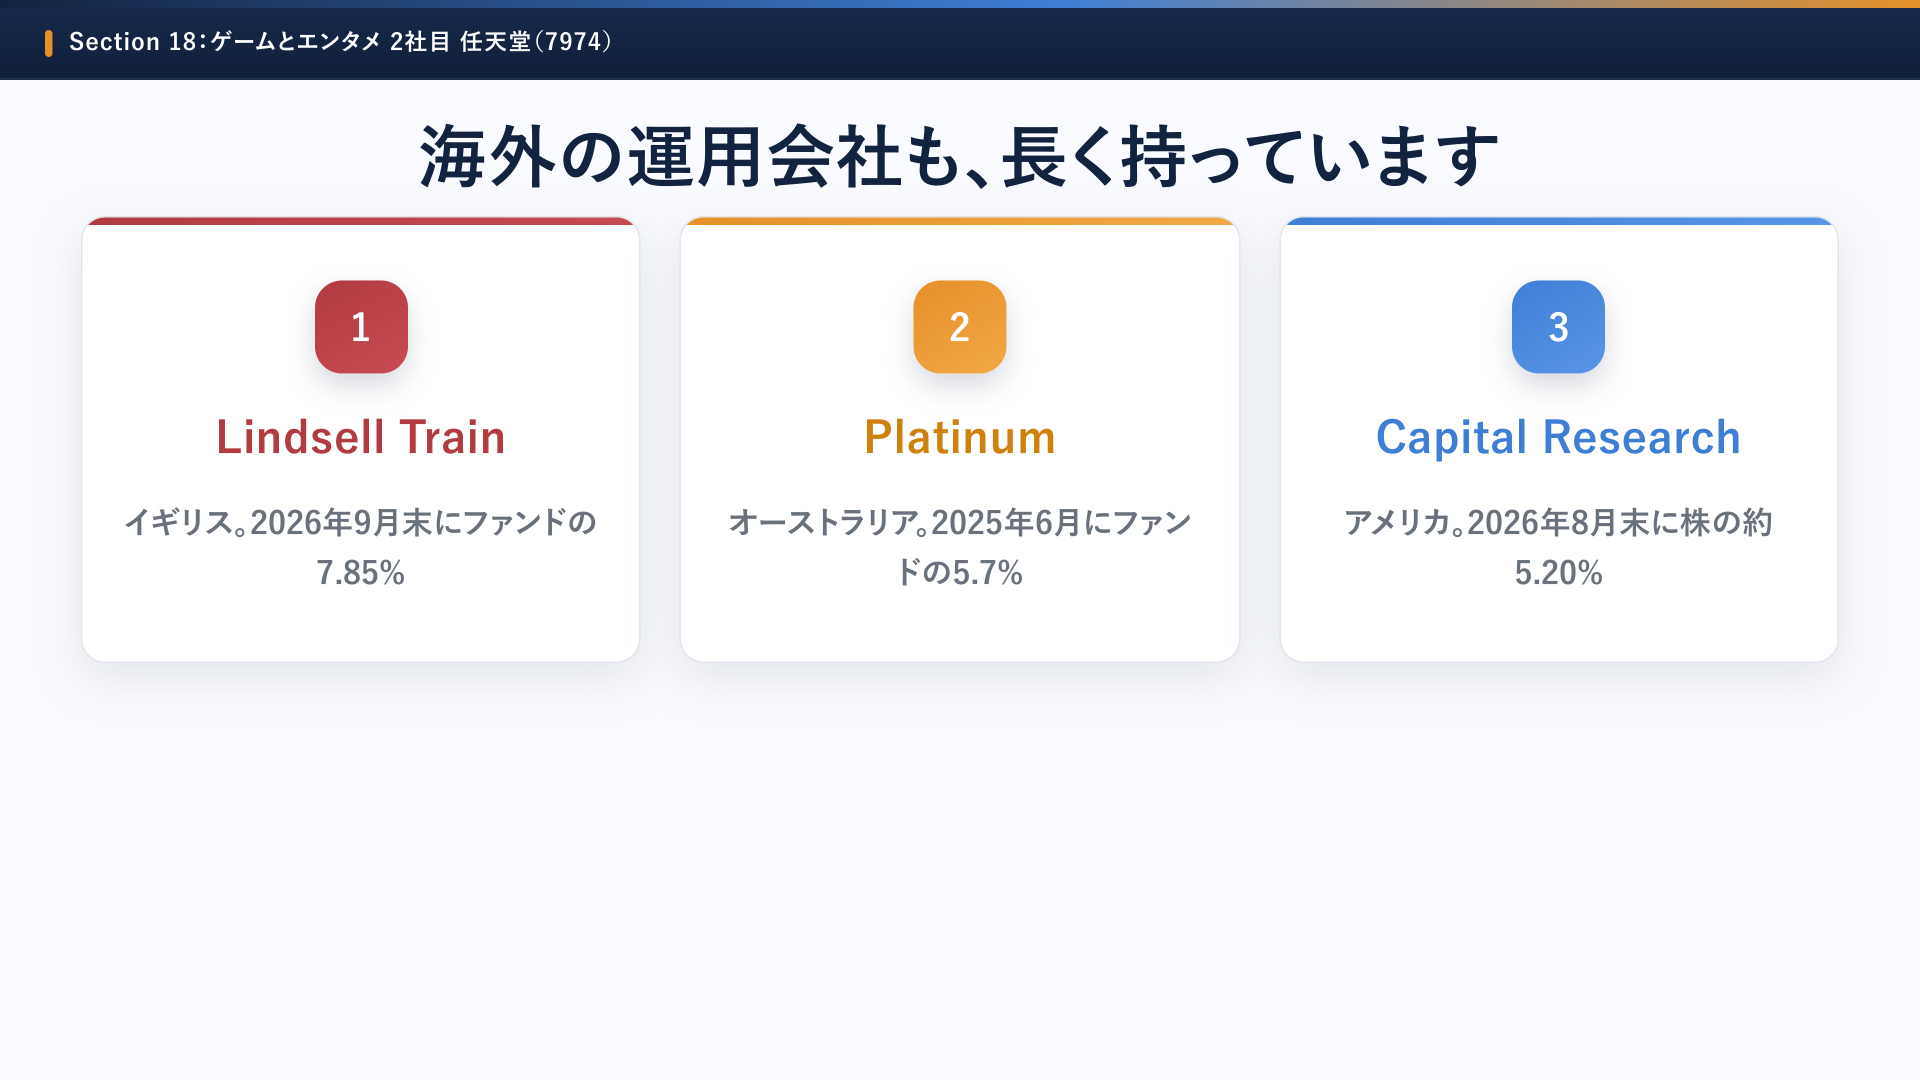 Section 18：ゲームとエンタメ 2社目 任天堂（7974）
海外の運用会社も、長く持っています
1
Lindsell Train
イギリス。2026年9月末にファンドの
7.85%
2
Platinum
オーストラリア。2025年6月にファン
ドの5.7%
3
Capital Research
アメリカ。2026年8月末に株の約
5.20%